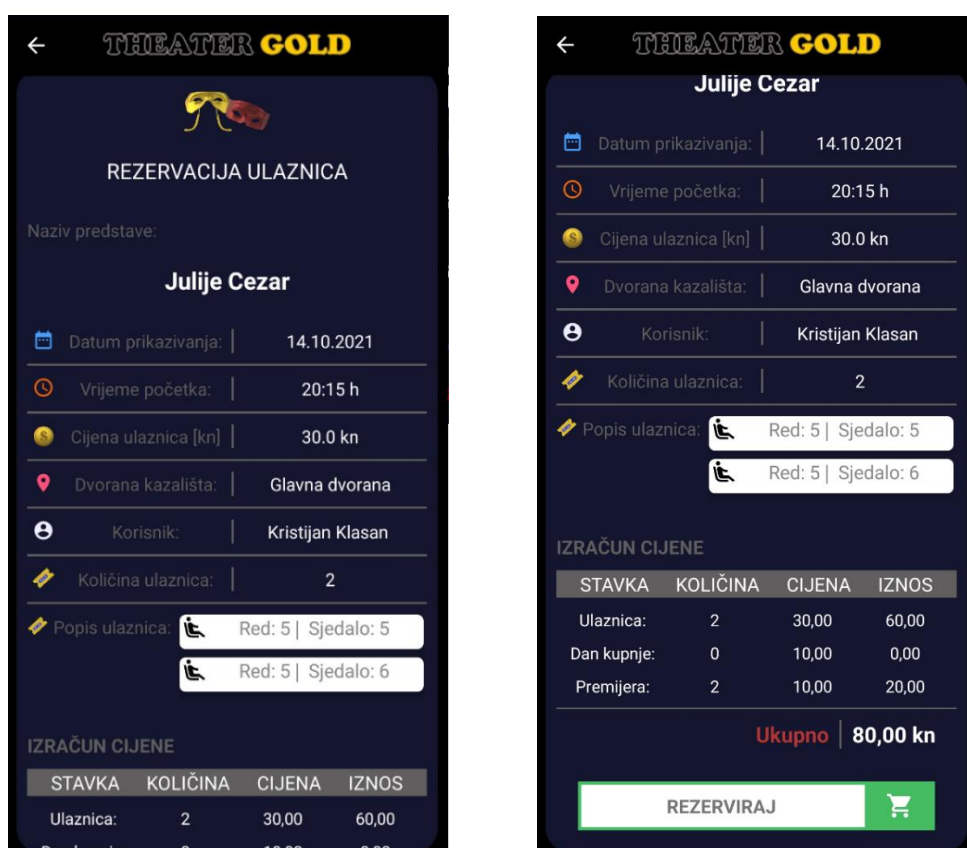 THEATER GOLD
REZERVACIJA ULAZNICA
Naziv predstave:
Julije Cezar
Datum prikazivanja: 14.10.2021
Vrijeme početka: 20:15 h
Cijena ulaznica [kn] 30.0 kn
Dvorana kazališta: Glavna dvorana
Korisnik: Kristijan Klasan
Količina ulaznica: 2
Popis ulaznica: Red: 5 | Sjedalo: 5
Red: 5 | Sjedalo: 6
IZRAČUN CIJENE
STAVKA KOLIČINA CIJENA IZNOS
Ulaznica: 2 30,00 60,00
THEATER GOLD
Julije Cezar
Datum prikazivanja: 14.10.2021
Vrijeme početka: 20:15 h
Cijena ulaznica [kn] 30.0 kn
Dvorana kazališta: Glavna dvorana
Korisnik: Kristijan Klasan
Količina ulaznica: 2
Popis ulaznica: Red: 5 | Sjedalo: 5
Red: 5 | Sjedalo: 6
IZRAČUN CIJENE
STAVKA KOLIČINA CIJENA IZNOS
Ulaznica: 2 30,00 60,00
Dan kupnje: 0 10,00 0,00
Premijera: 2 10,00 20,00
Ukupno 80,00 kn
REZERVIRAJ